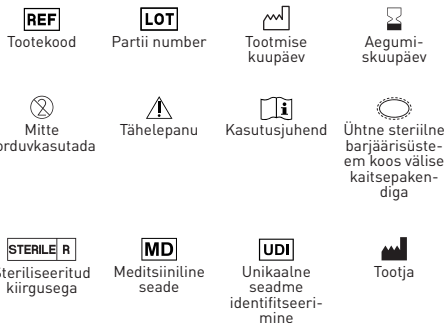 REF LOT
Tootekood Partii number Tootmise kuupäev Aegumi-
skuupäev
Mitte
orduvkasutada Tähelepanu Kasutusjuhend Ühtne steriilne
barjäärisüste-
em koos välise
kaitsepaken-
diga
STERILE R MD UDI
Steriliseeritud
kiirgusega Meditsiiniline
seade Unikaalne
seadme
identifitseeri-
mine Tootja